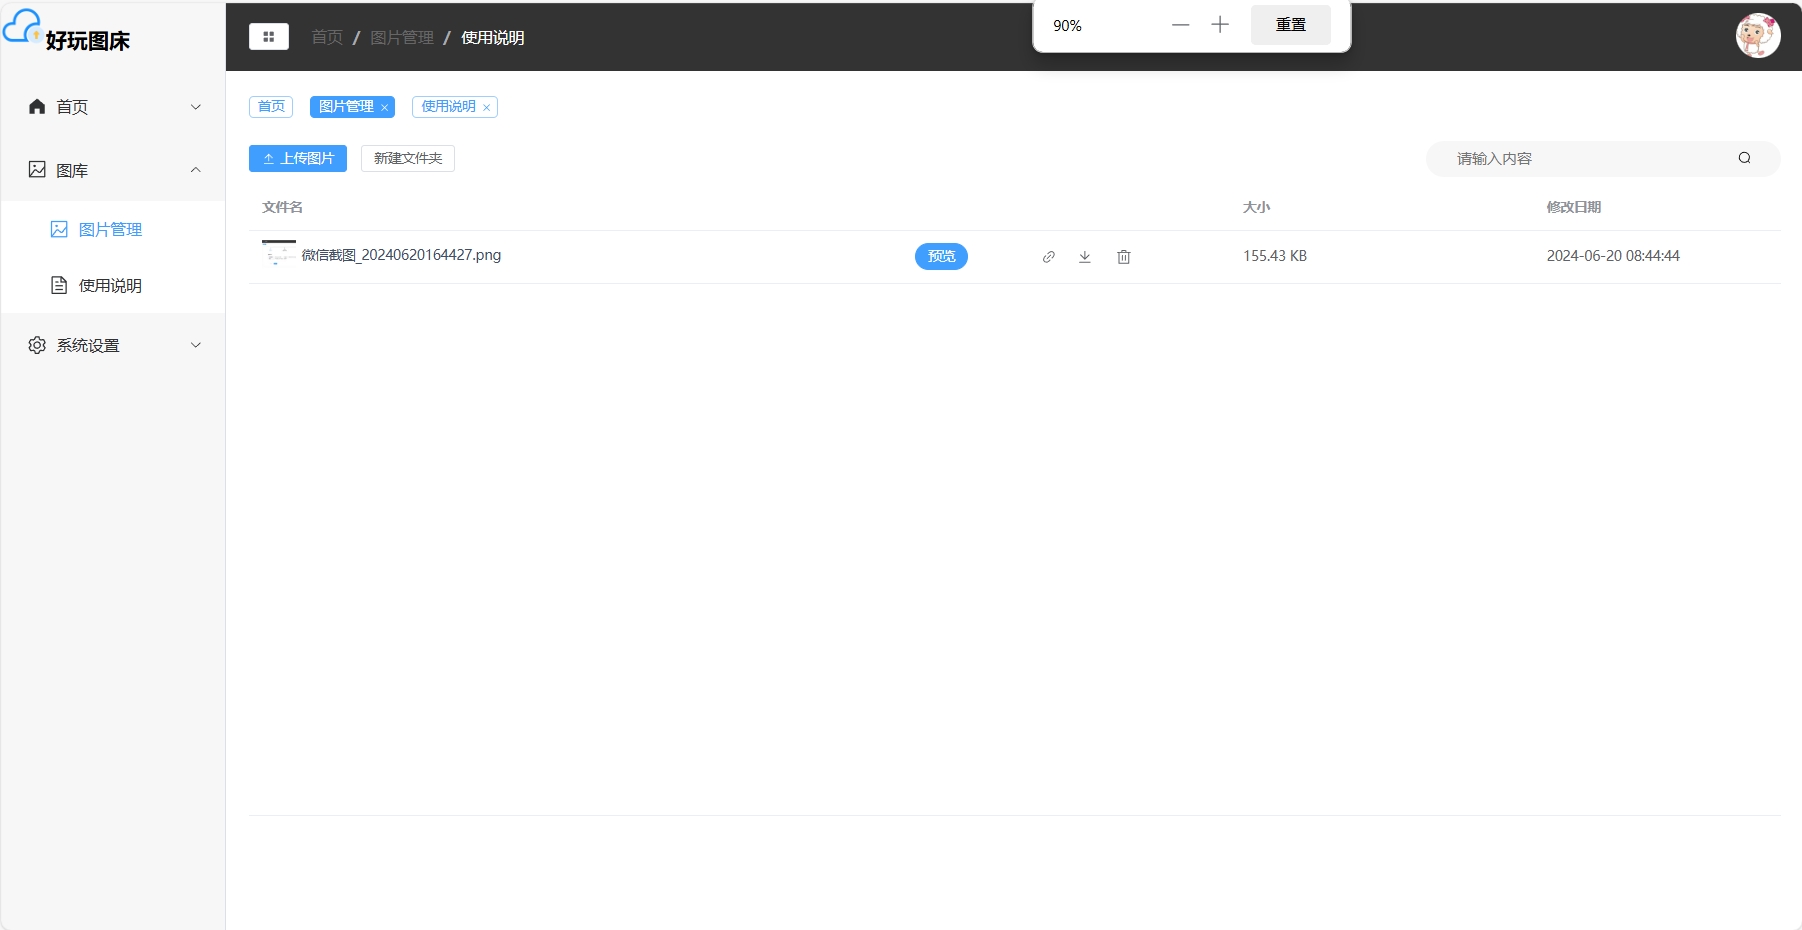 好玩图床
首页 / 图片管理 / 使用说明
90%
重置
首页
图库
图片管理
使用说明
系统设置
首页 图片管理 × 使用说明 ×
上传图片 新建文件夹
请输入内容
文件名 大小 修改日期
微信截图_20240620164427.png 预览 155.43 KB 2024-06-20 08:44:44